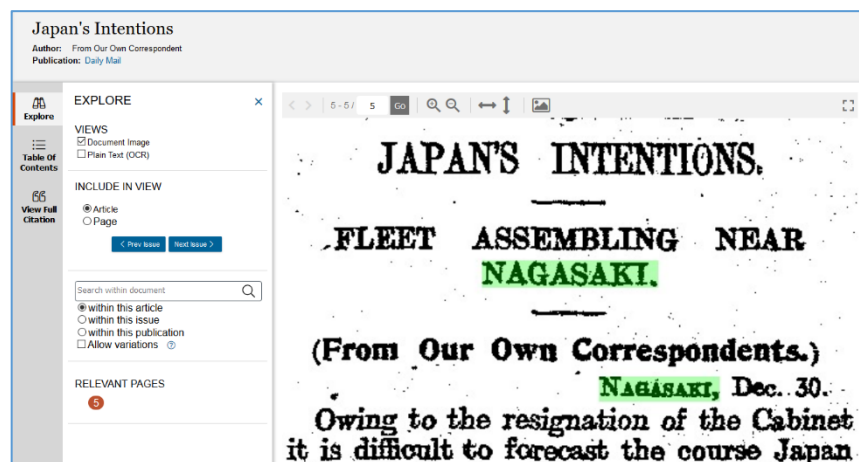 Japan's Intentions
Author: From Our Own Correspondent
Publication: Daily Mail
Explore
Table Of
Contents
View Full
Citation
EXPLORE
×
VIEWS
Document Image
Plain Text (OCR)
INCLUDE IN VIEW
Article
Page
< Prev Issue
Next Issue >
Search within document
within this article
within this issue
within this publication
Allow variations ?
RELEVANT PAGES
5
< > 5 - 5 / 5 Go
JAPAN'S INTENTIONS.
FLEET ASSEMBLING NEAR
NAGASAKI.
(From Our Own Correspondents.)
NAGASAKI, Dec. 30.
Owing to the resignation of the Cabinet
it is difficult to forecast the course Japan